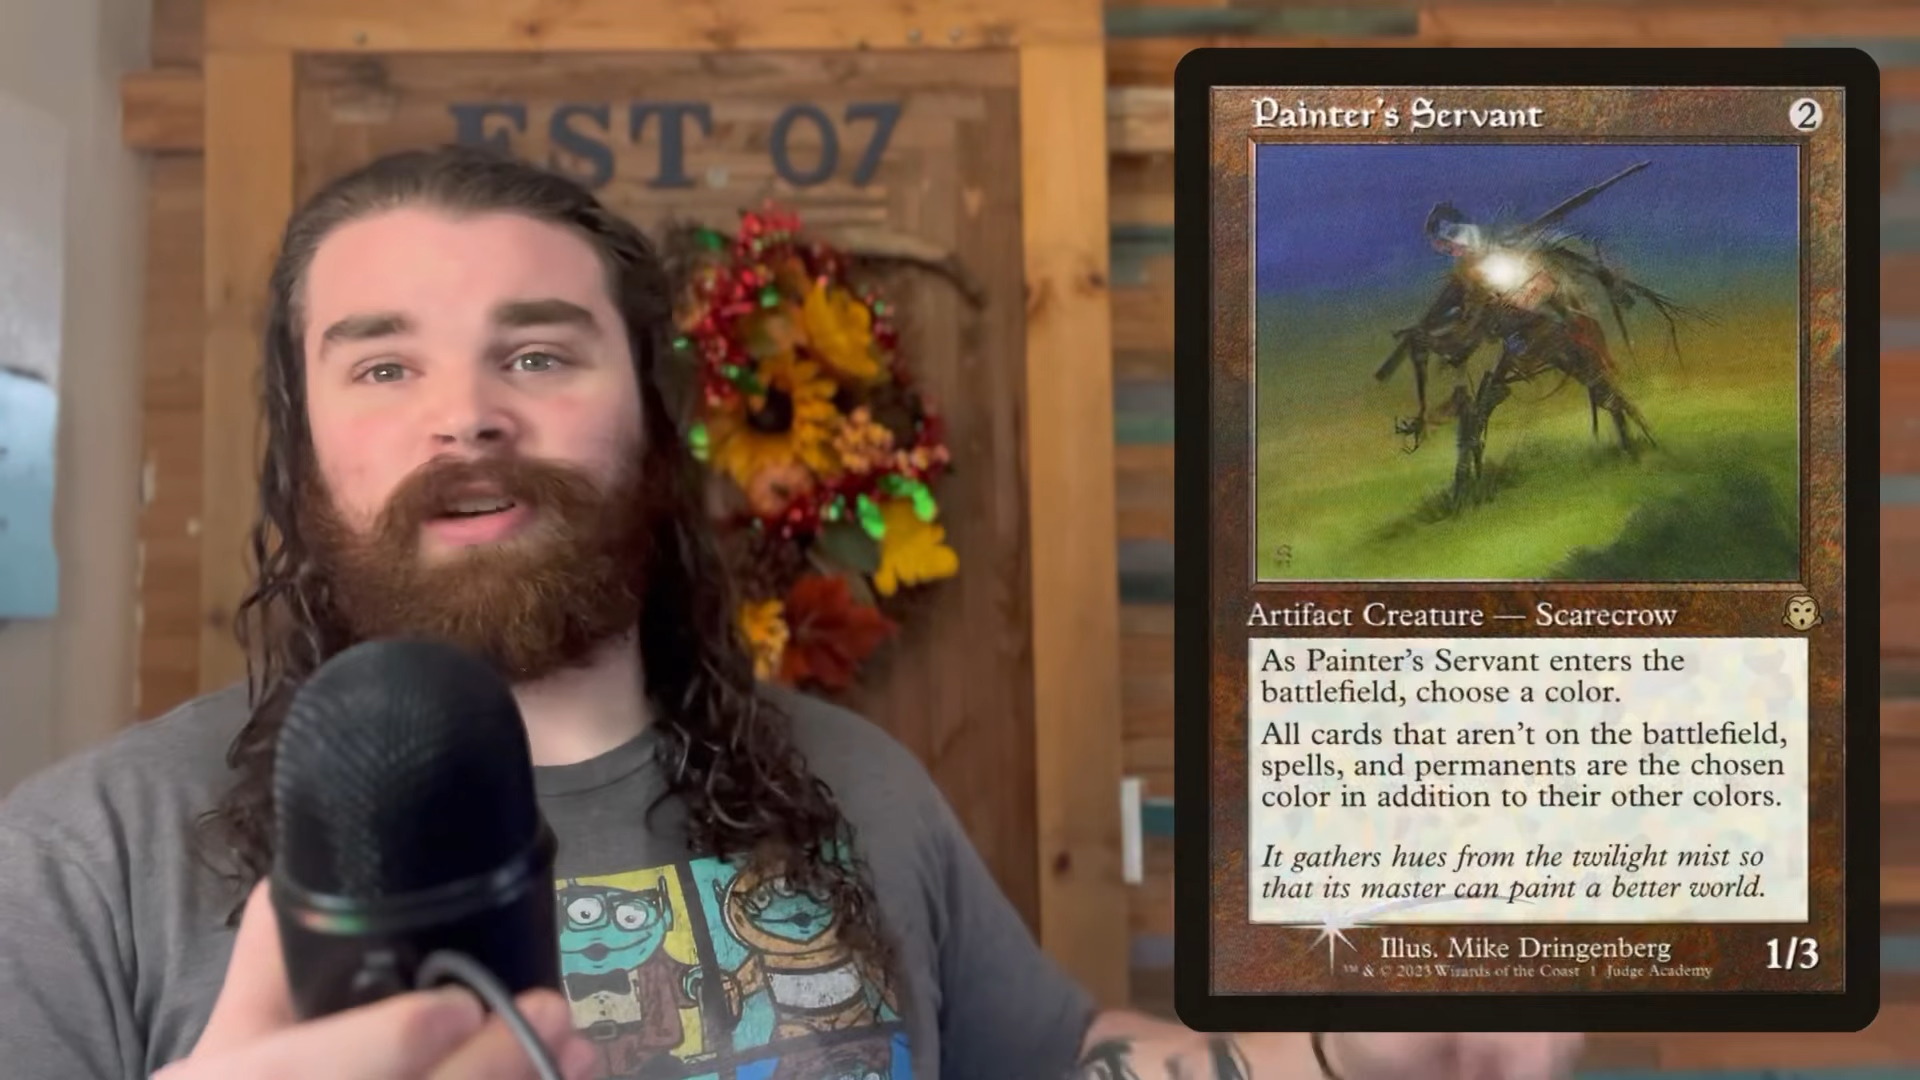 EST 07
Painter's Servant
2
Artifact Creature — Scarecrow
As Painter's Servant enters the
battlefield, choose a color.
All cards that aren't on the battlefield,
spells, and permanents are the chosen
color in addition to their other colors.
It gathers hues from the twilight mist so
that its master can paint a better world.
Illus. Mike Dringenberg
1/3
™ & © 2023 Wizards of the Coast | Judge Academy